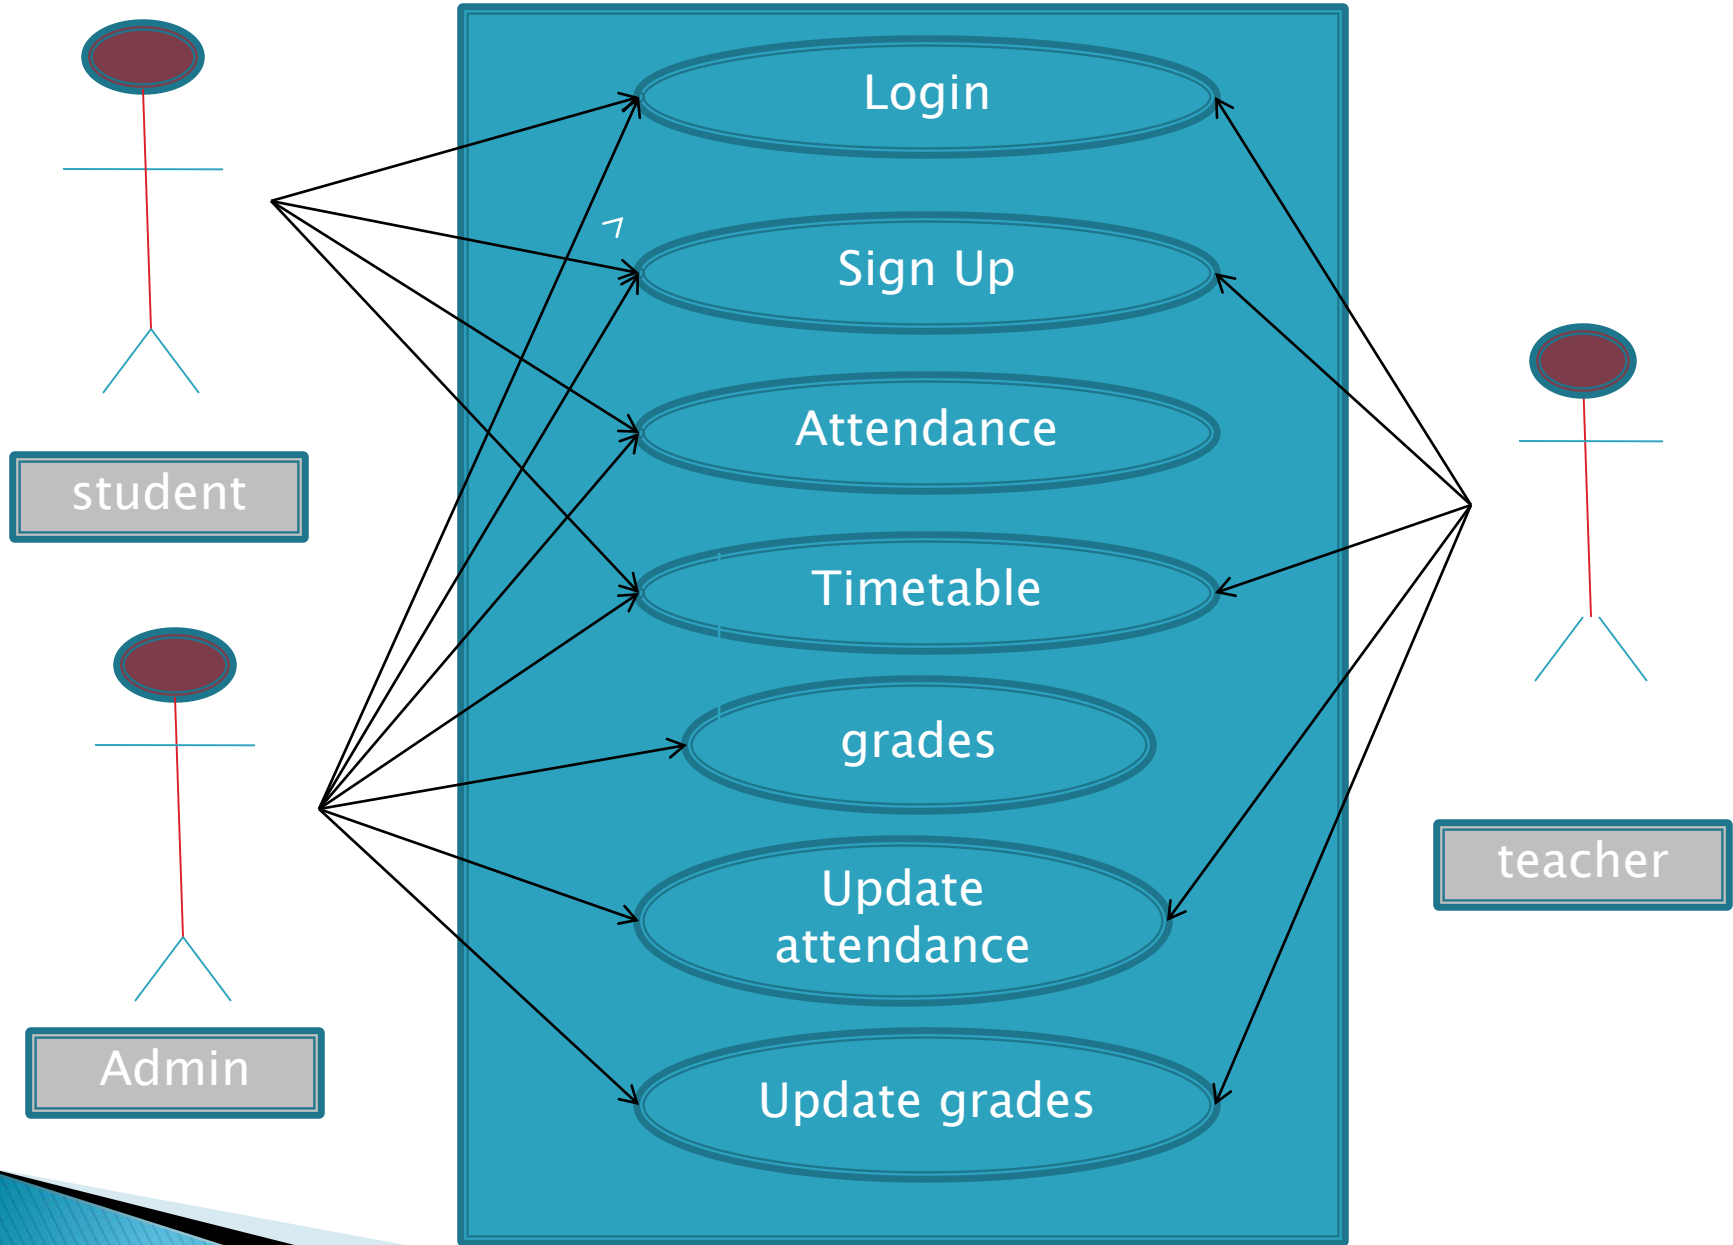 Login
Sign Up
Attendance
Timetable
grades
Update
attendance
Update grades
student
Admin
teacher